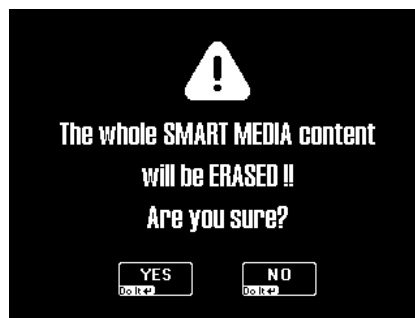 The whole SMART MEDIA content
will be ERASED !!
Are you sure?
YES NO
Do It↵ Do It↵